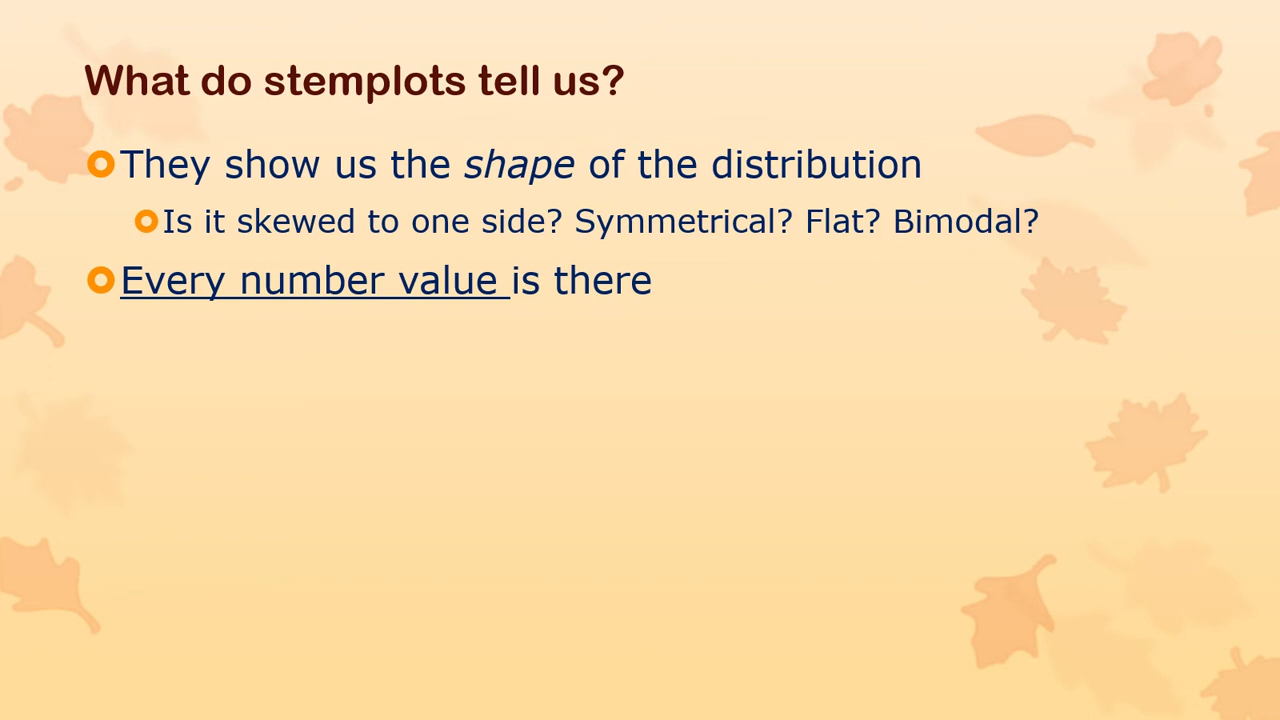 What do stemplots tell us?
They show us the shape of the distribution
Is it skewed to one side? Symmetrical? Flat? Bimodal?
Every number value is there